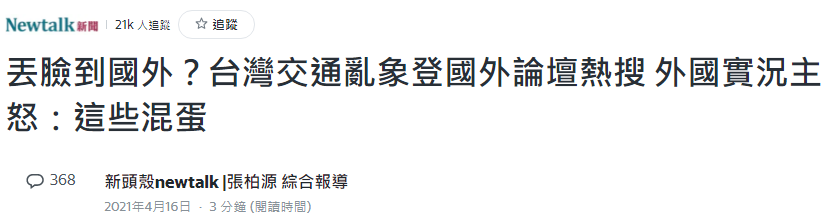 Newtalk新聞 | 21k 人追蹤 ☆ 追蹤
丟臉到國外？台灣交通亂象登國外論壇熱搜 外國實況主
怒：這些混蛋
368 新頭殼newtalk |張柏源 綜合報導
2021年4月16日 · 3 分鐘 (閱讀時間)